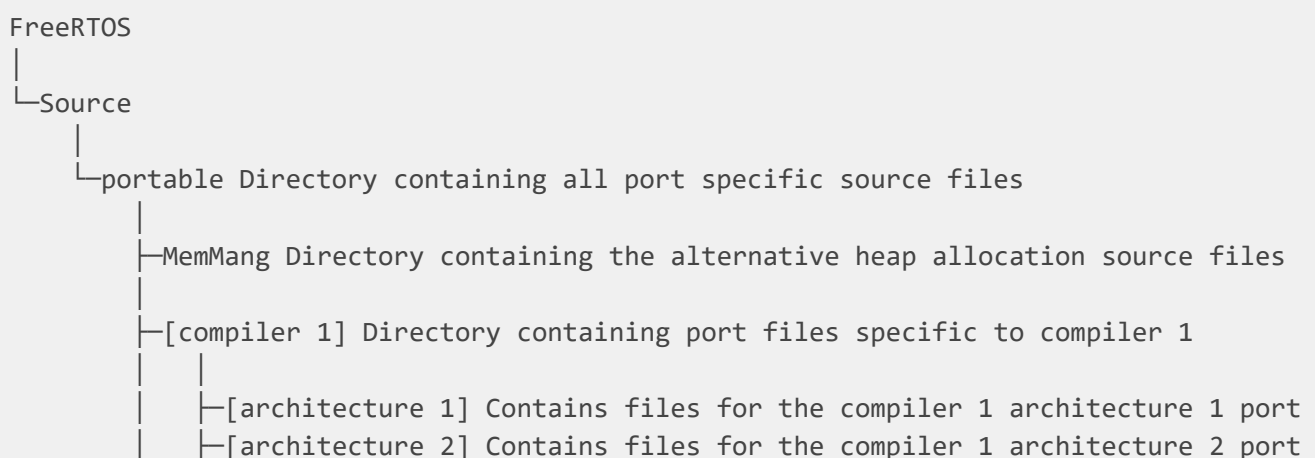 FreeRTOS
│
└─Source
     │
     └─portable Directory containing all port specific source files
         │
         ├─MemMang Directory containing the alternative heap allocation source files
         │
         ├─[compiler 1] Directory containing port files specific to compiler 1
         │   │
         │   ├─[architecture 1] Contains files for the compiler 1 architecture 1 port
         │   ├─[architecture 2] Contains files for the compiler 1 architecture 2 port